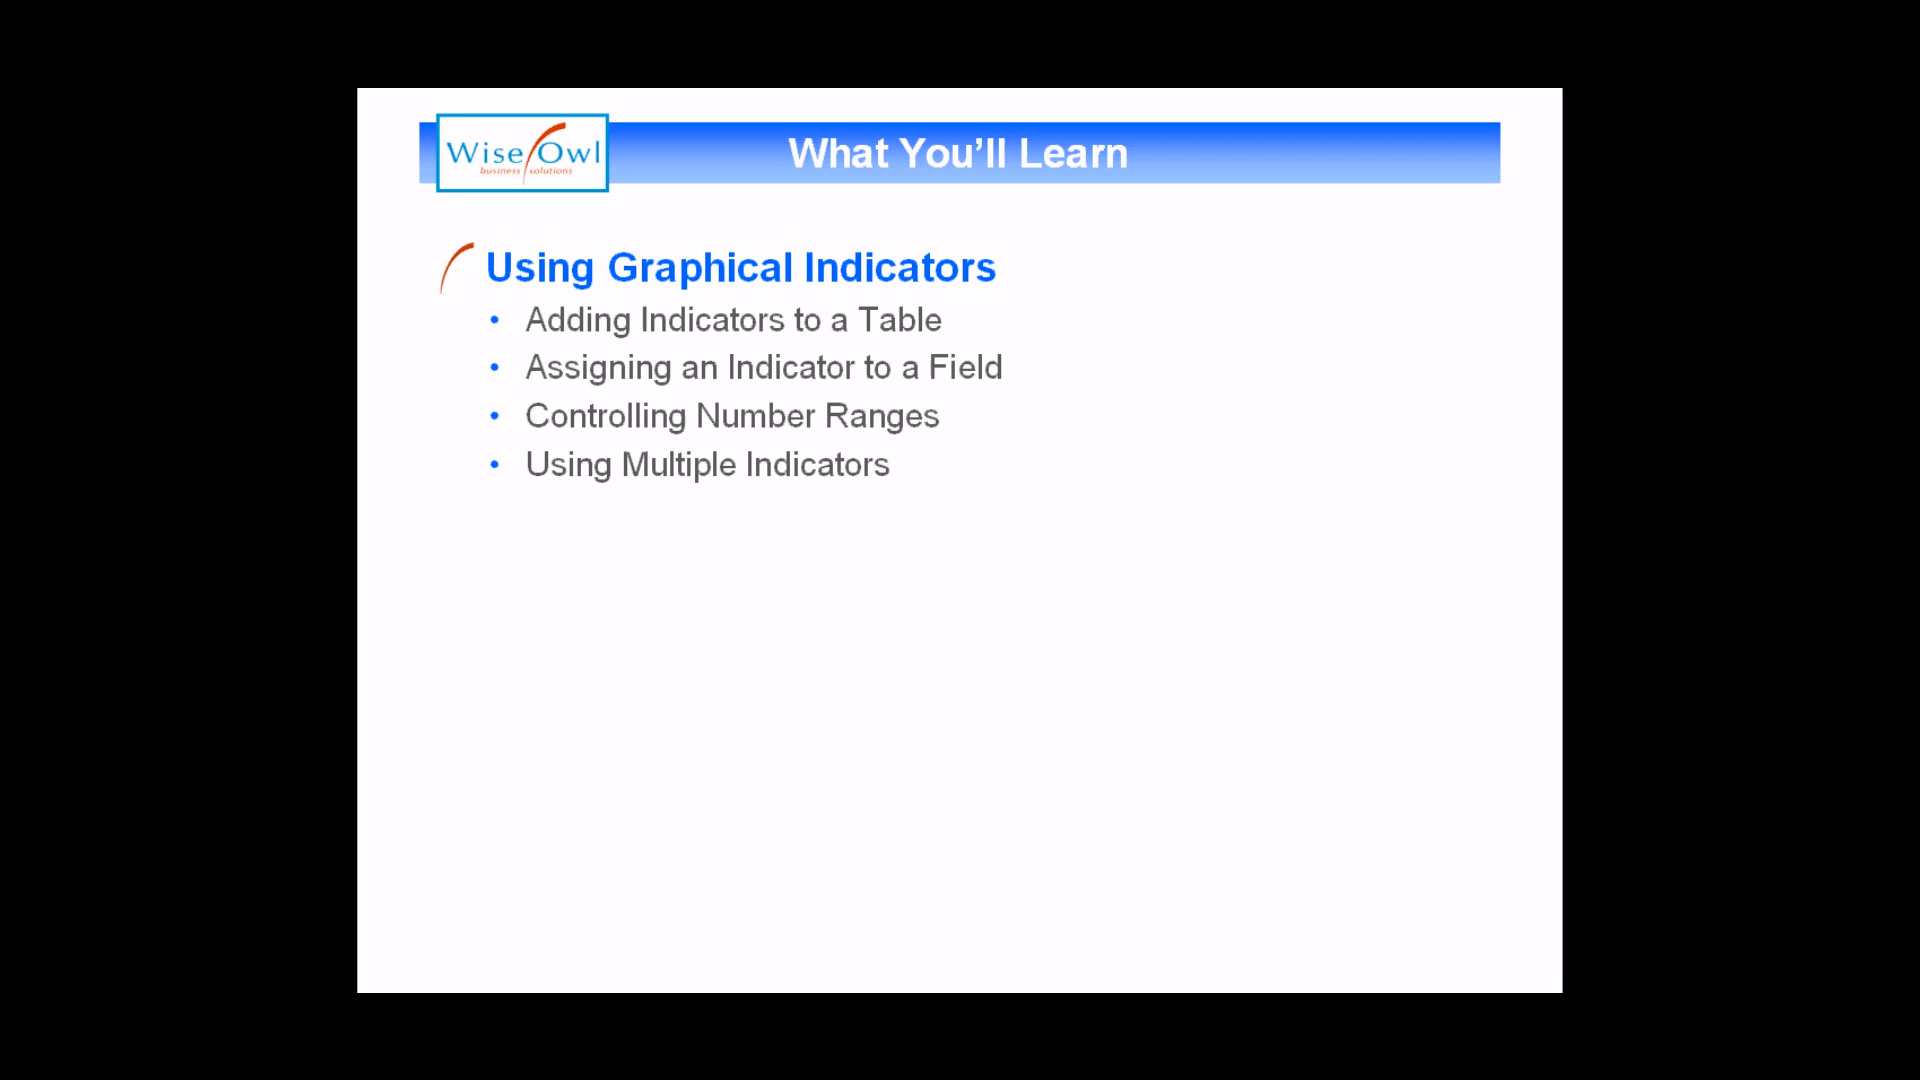 Wise Owl
business solutions
What You’ll Learn
Using Graphical Indicators
• Adding Indicators to a Table
• Assigning an Indicator to a Field
• Controlling Number Ranges
• Using Multiple Indicators